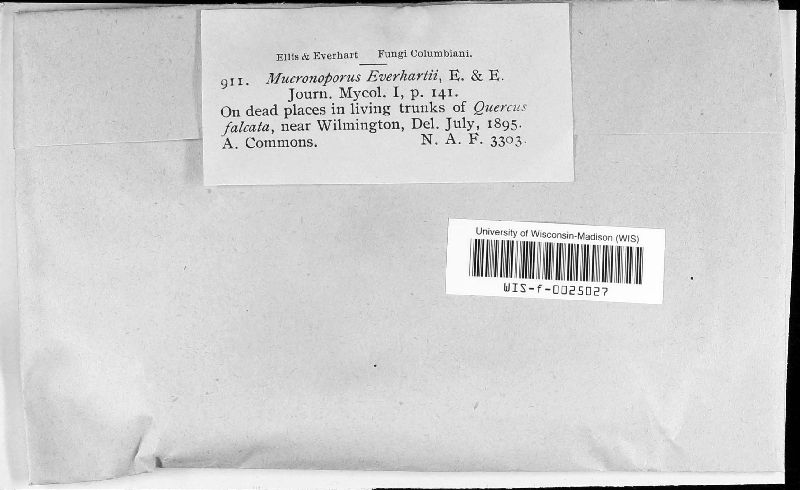 Ellis & Everhart Fungi Columbiani.
911. Mucronoporus Everhartii, E. & E.
Journ. Mycol. I, p. 141.
On dead places in living trunks of Quercus
falcata, near Wilmington, Del. July, 1895.
A. Commons. N. A. F. 3303.
University of Wisconsin-Madison (WIS)
WIS-f-0025027